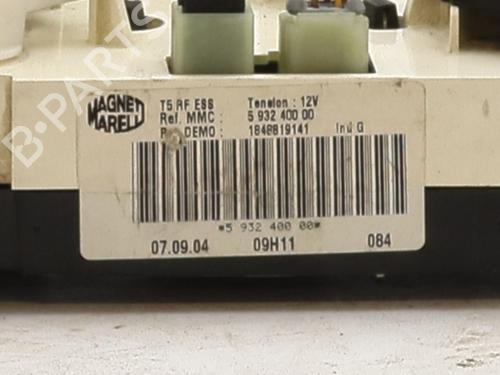 B-Parts
MAGNETI
MARELLI
T5 RF ESS Tension : 12V
Ref. MMC : 5 932 400 00
DEMO : 1848819141 Ind G
*5 932 400 00*
07.09.04 09H11 084